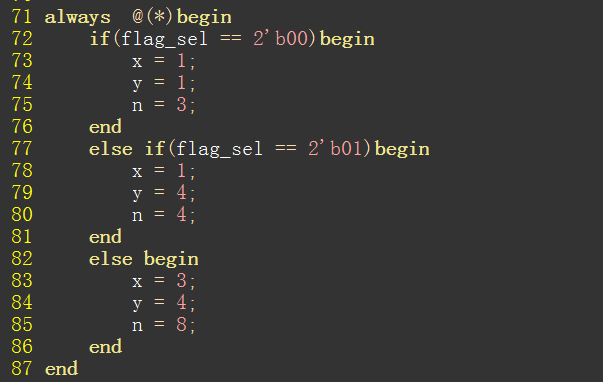 71 always  @(*)begin
72     if(flag_sel == 2'b00)begin
73         x = 1;
74         y = 1;
75         n = 3;
76     end
77     else if(flag_sel == 2'b01)begin
78         x = 1;
79         y = 4;
80         n = 4;
81     end
82     else begin
83         x = 3;
84         y = 4;
85         n = 8;
86     end
87 end